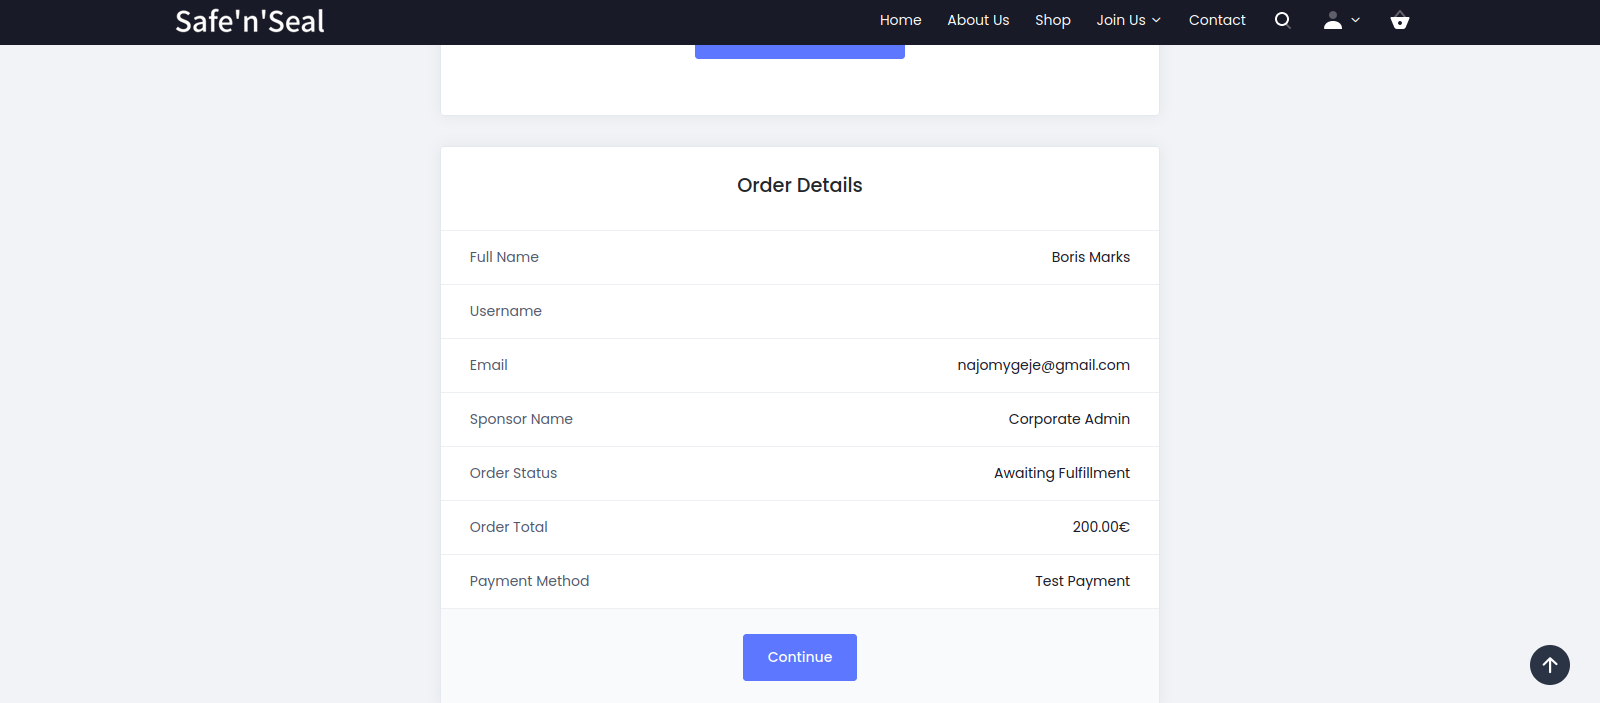 Safe'n'Seal
Home About Us Shop Join Us Contact
Order Details
Full Name Boris Marks
Username
Email najomygeje@gmail.com
Sponsor Name Corporate Admin
Order Status Awaiting Fulfillment
Order Total 200.00€
Payment Method Test Payment
Continue